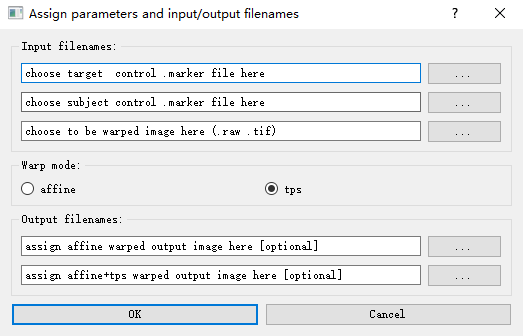 Assign parameters and input/output filenames
?
Input filenames:
choose target  control .marker file here
...
choose subject control .marker file here
...
choose to be warped image here (.raw .tif)
...
Warp mode:
affine
tps
Output filenames:
assign affine warped output image here [optional]
...
assign affine+tps warped output image here [optional]
...
OK
Cancel